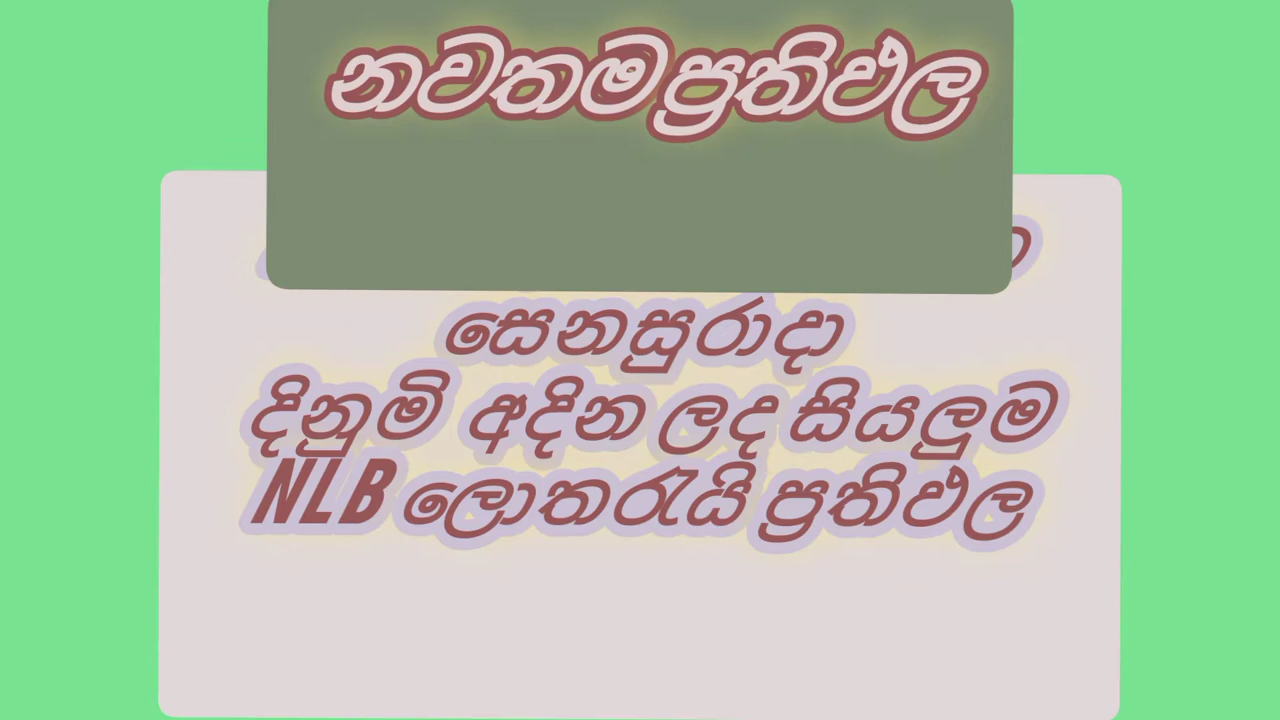 නවතම ප්‍රතිඵල
සෙනසුරාදා
දිනුම් අදින ලද සියලුම
NLB ලොතරැයි ප්‍රතිඵල